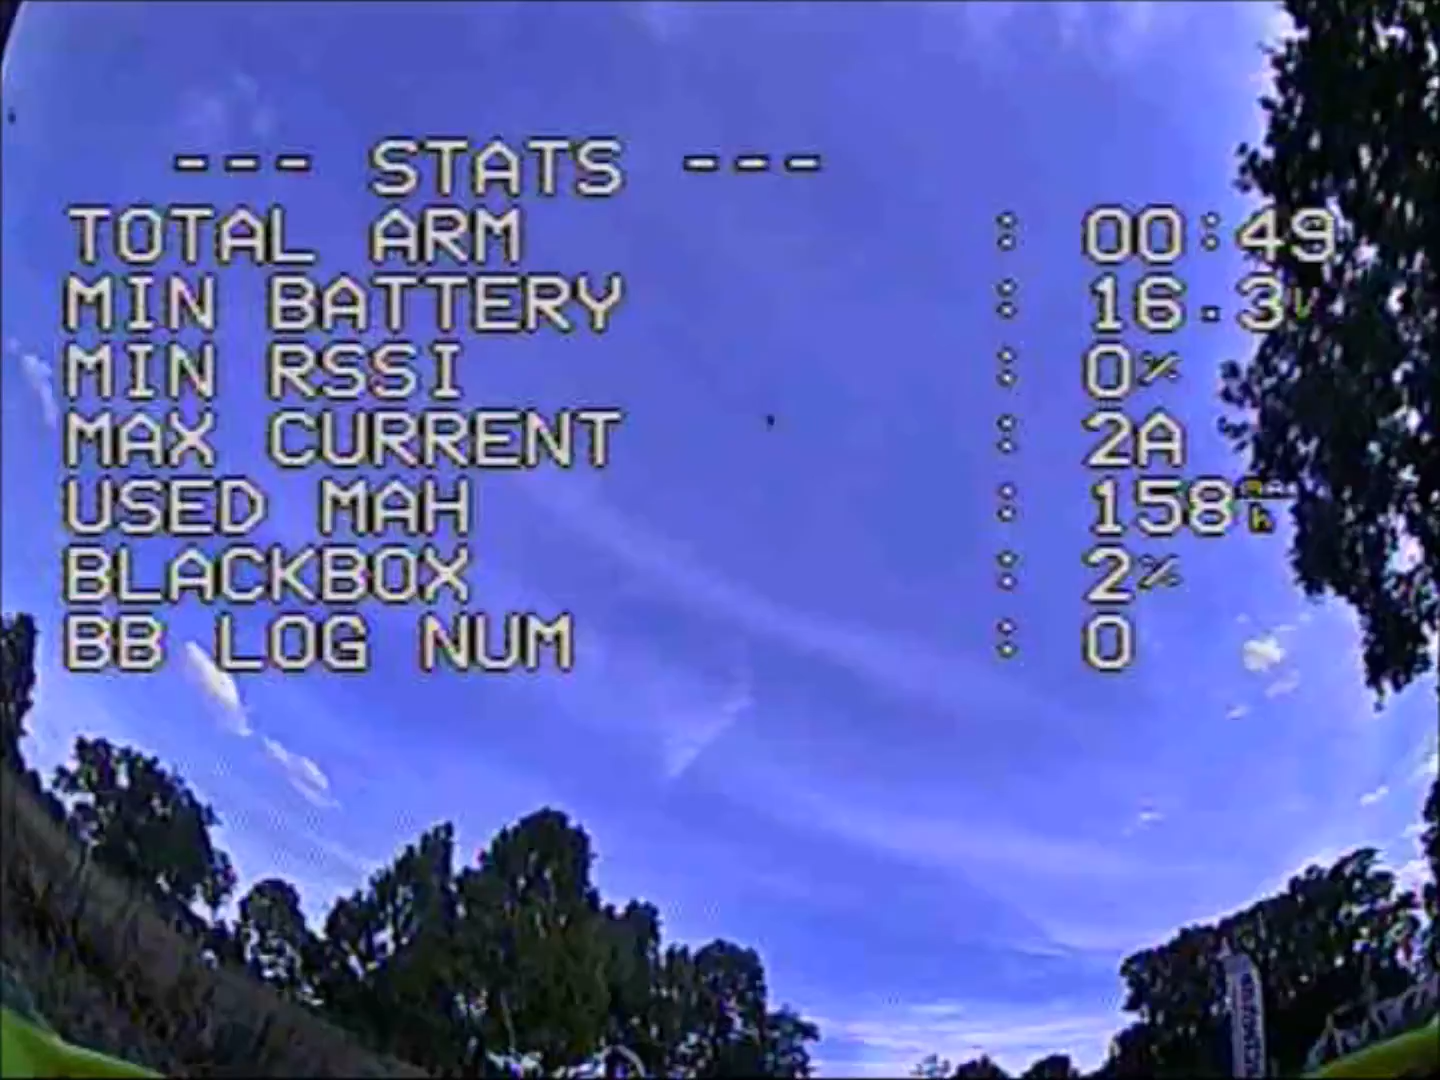 --- STATS ---
TOTAL ARM : 00:49
MIN BATTERY : 16.3V
MIN RSSI : 0%
MAX CURRENT : 2A
USED MAH : 158mAh
BLACKBOX : 2%
BB LOG NUM : 0